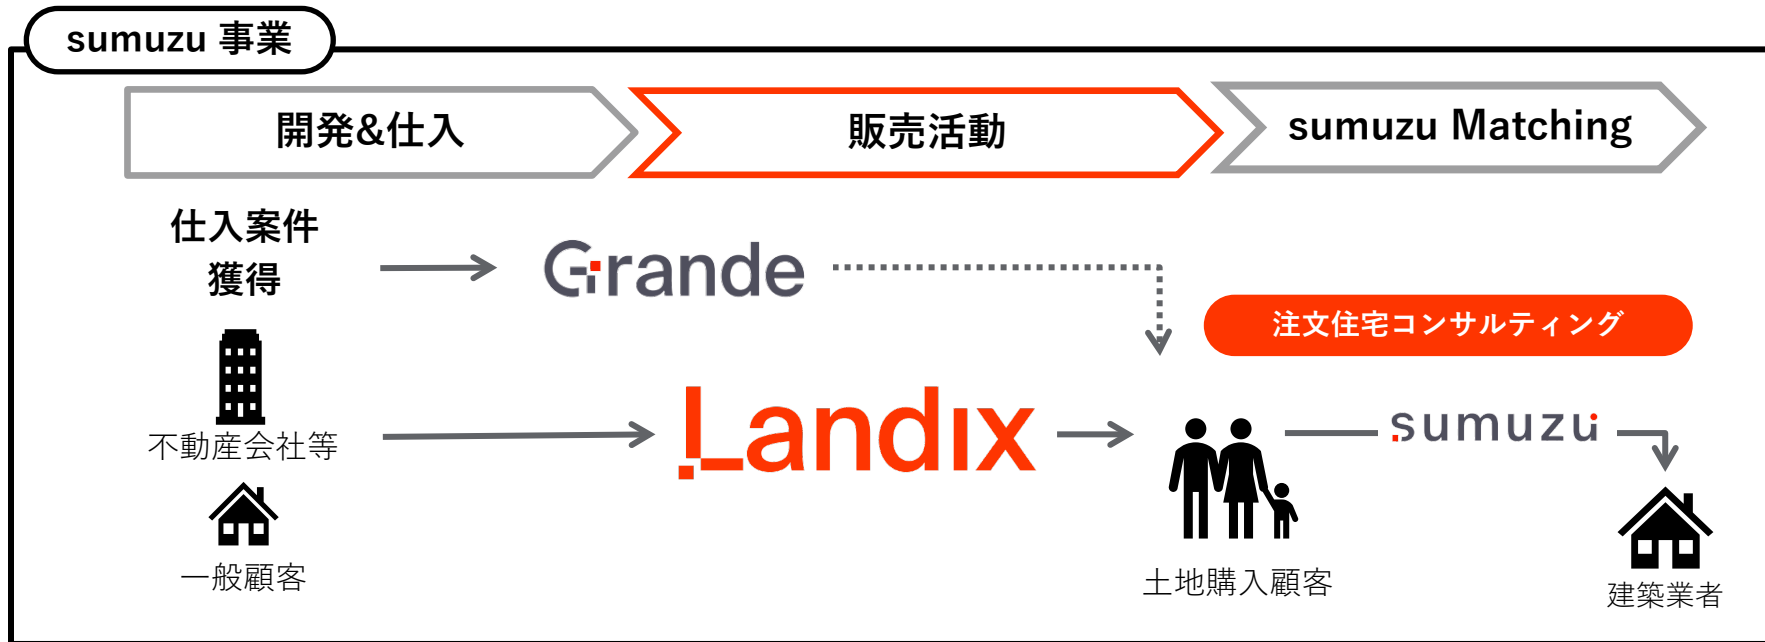 sumuzu 事業
開発&仕入
販売活動
sumuzu Matching
仕入案件
獲得
Grande
注文住宅コンサルティング
不動産会社等
Landix
sumuzu
一般顧客
土地購入顧客
建築業者